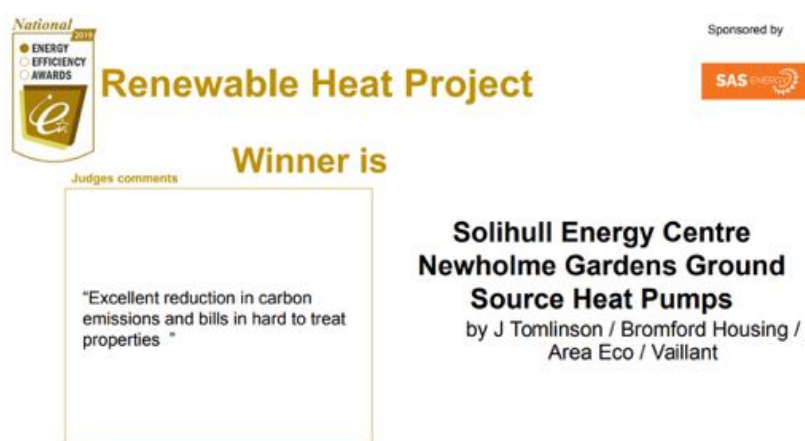 National
2019
ENERGY
EFFICIENCY
AWARDS
e
Renewable Heat Project
Sponsored by
SAS ENERGY
Winner is
Judges comments
"Excellent reduction in carbon
emissions and bills in hard to treat
properties "
Solihull Energy Centre
Newholme Gardens Ground
Source Heat Pumps
by J Tomlinson / Bromford Housing /
Area Eco / Vaillant